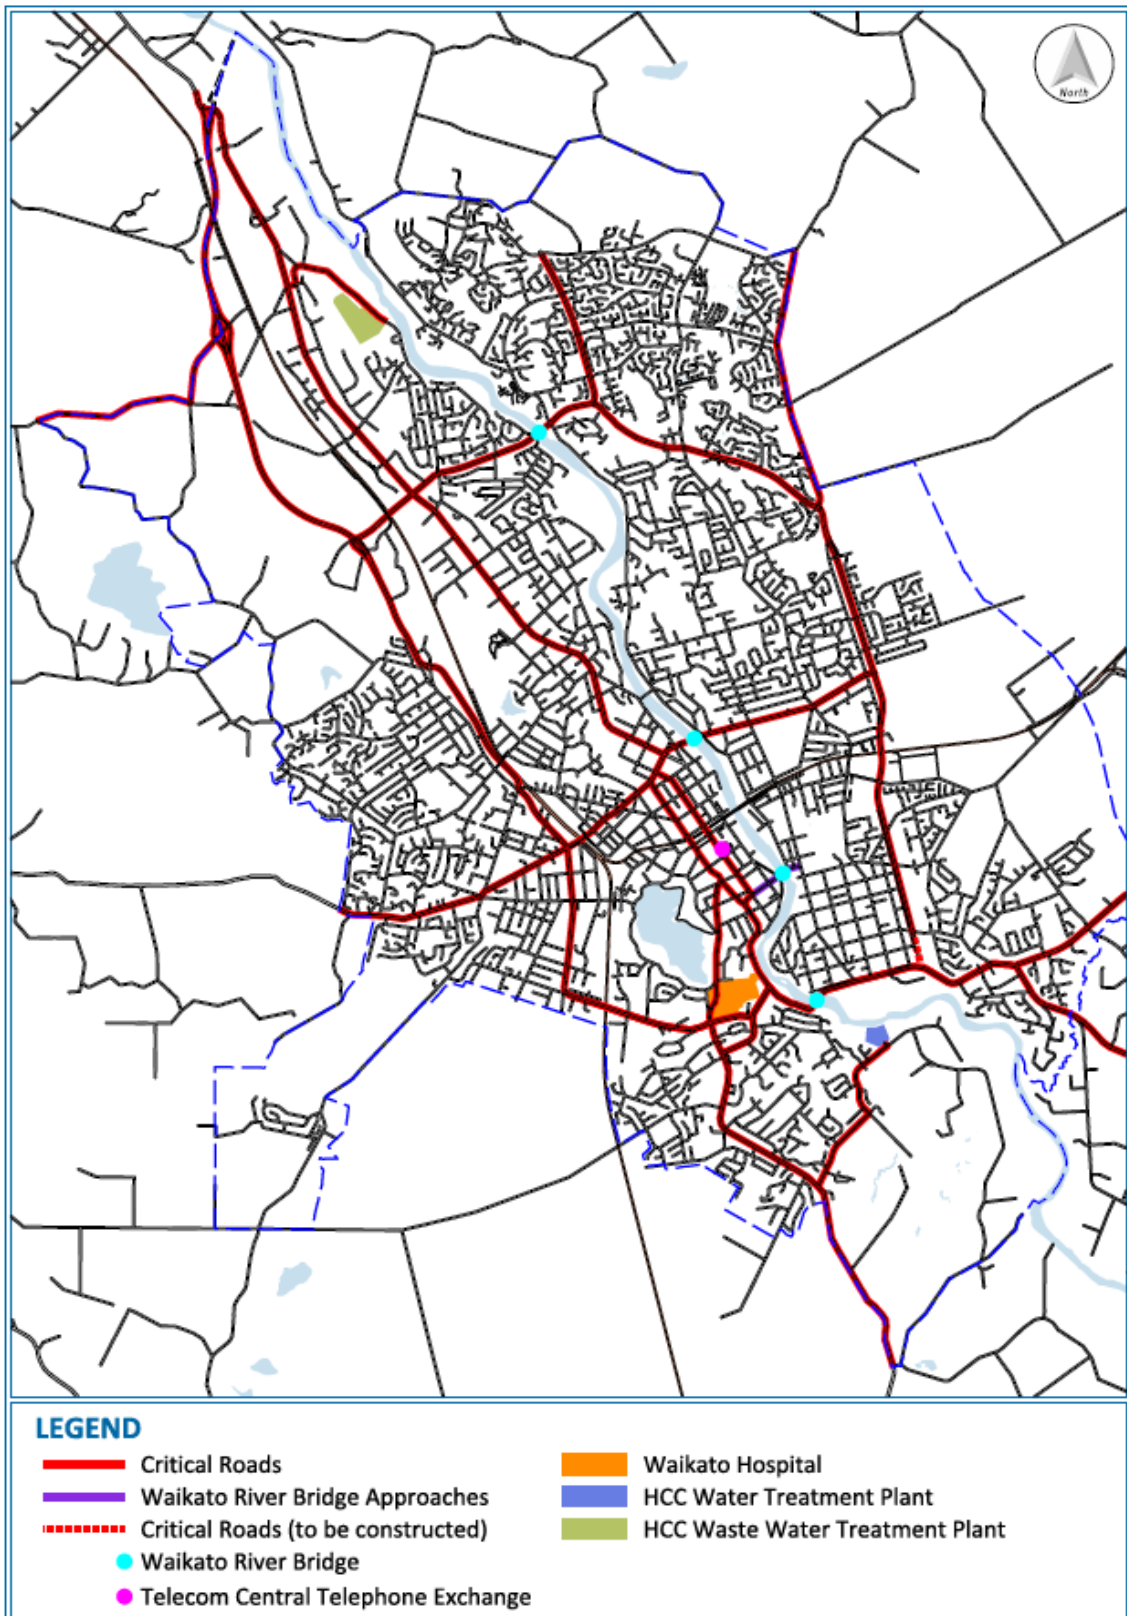 North
LEGEND
Critical Roads
Waikato River Bridge Approaches
Critical Roads (to be constructed)
Waikato River Bridge
Telecom Central Telephone Exchange
Waikato Hospital
HCC Water Treatment Plant
HCC Waste Water Treatment Plant